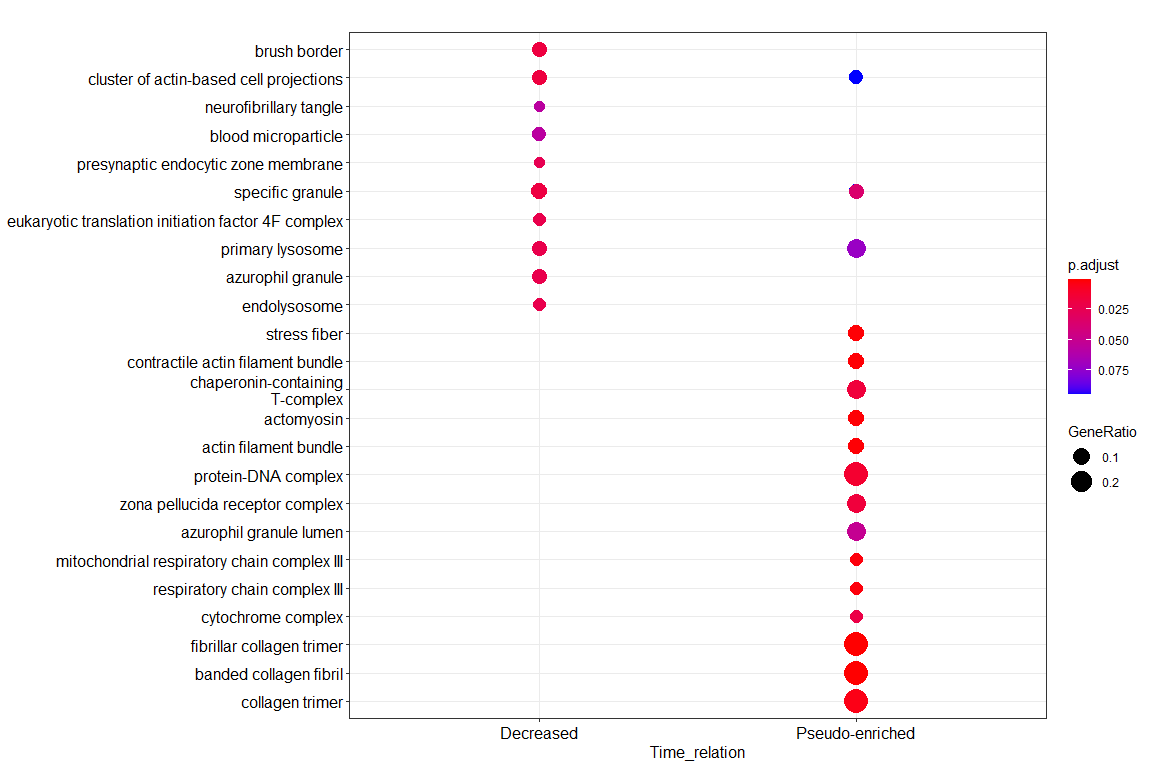 brush border
cluster of actin-based cell projections
neurofibrillary tangle
blood microparticle
presynaptic endocytic zone membrane
specific granule
eukaryotic translation initiation factor 4F complex
primary lysosome
azurophil granule
endolysosome
stress fiber
contractile actin filament bundle
chaperonin-containing
T-complex
actomyosin
actin filament bundle
protein-DNA complex
zona pellucida receptor complex
azurophil granule lumen
mitochondrial respiratory chain complex III
respiratory chain complex III
cytochrome complex
fibrillar collagen trimer
banded collagen fibril
collagen trimer
Decreased
Pseudo-enriched
Time_relation
p.adjust
0.025
0.050
0.075
GeneRatio
0.1
0.2